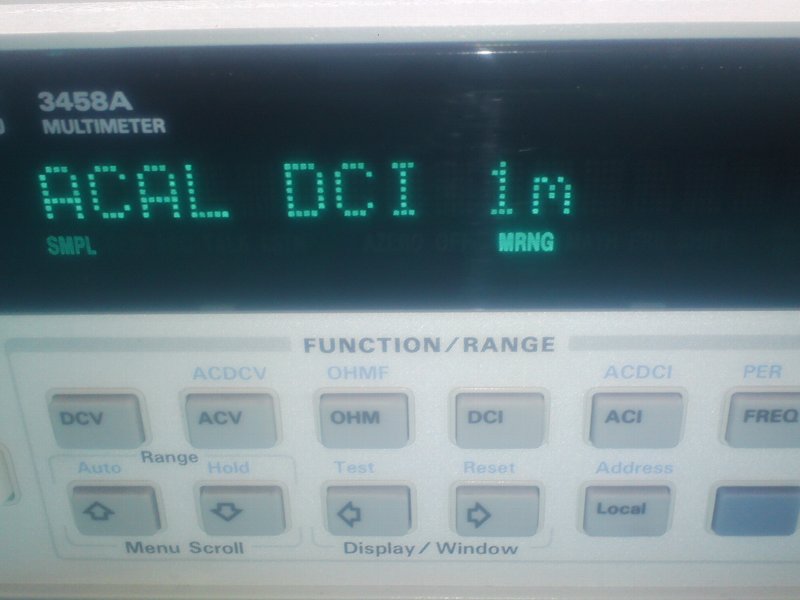 3458A
MULTIMETER
ACAL DCI 1m
SMPL MRNG
FUNCTION/RANGE
ACDCV OHMF ACDCI PER
DCV ACV OHM DCI ACI FREQ
Range
Auto Hold Test Reset Address
Local
Menu Scroll Display/Window